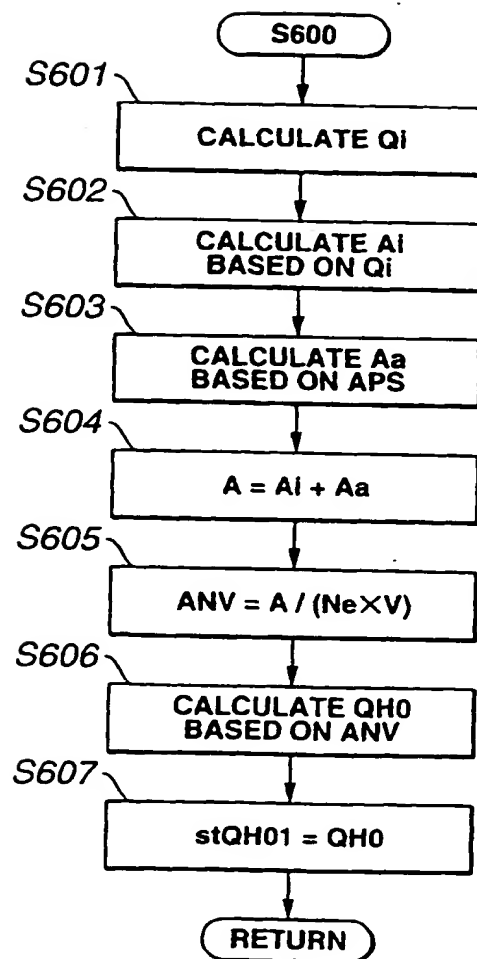 S600
S601
CALCULATE Qi
S602
CALCULATE Ai
BASED ON Qi
S603
CALCULATE Aa
BASED ON APS
S604
A = Ai + Aa
S605
ANV = A / (Ne×V)
S606
CALCULATE QH0
BASED ON ANV
S607
stQH01 = QH0
RETURN